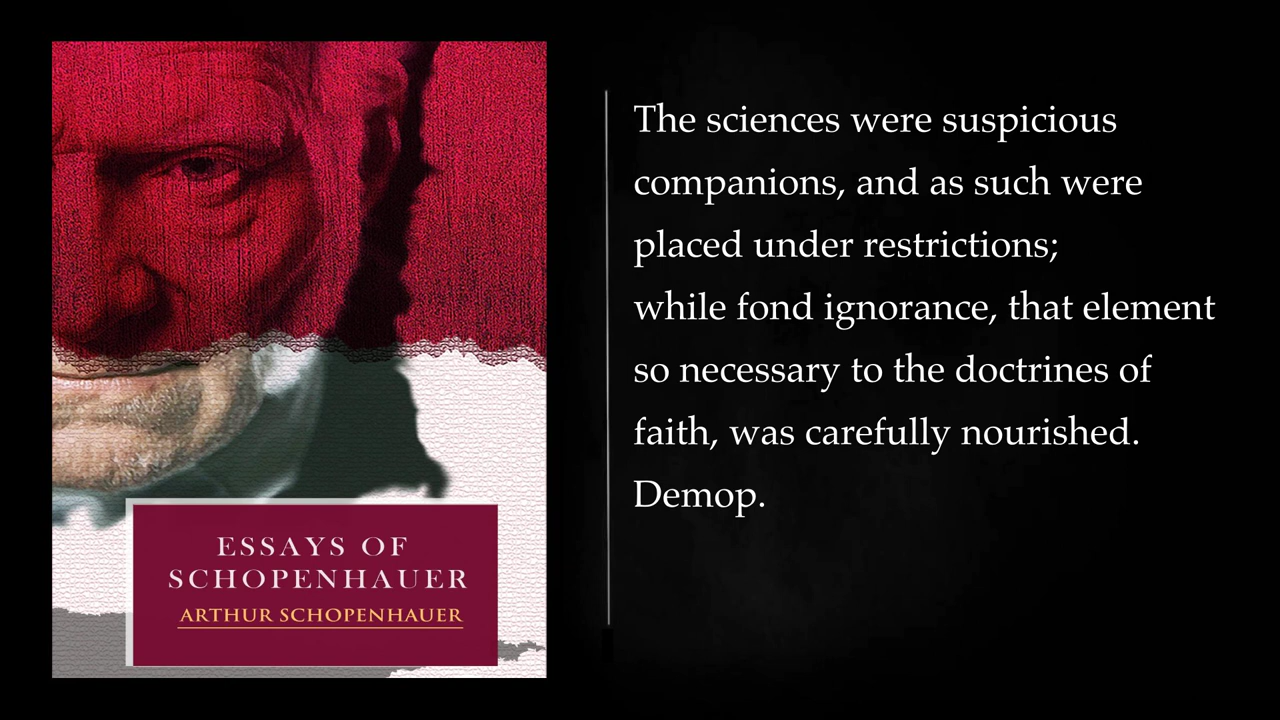 ESSAYS OF
SCHOPENHAUER
ARTHUR SCHOPENHAUER
The sciences were suspicious
companions, and as such were
placed under restrictions;
while fond ignorance, that element
so necessary to the doctrines of
faith, was carefully nourished.
Demop.